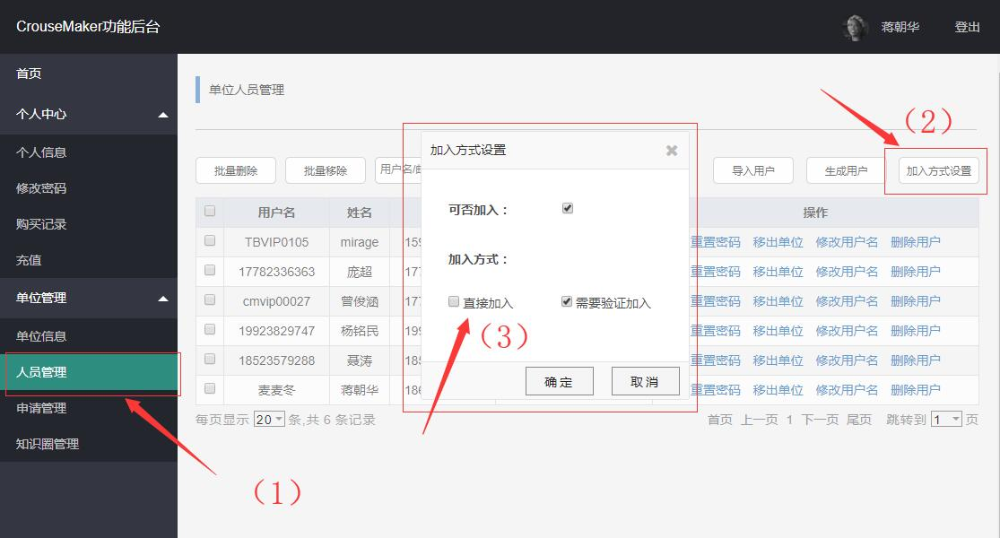 CrouseMaker功能后台
蒋朝华 登出
首页
个人中心
个人信息
修改密码
购买记录
充值
单位管理
单位信息
人员管理
申请管理
知识圈管理
单位人员管理
批量删除 批量移除 用户名/ 导入用户 生成用户 加入方式设置
用户名 姓名 操作
TBVIP0105 mirage 159 重置密码 移出单位 修改用户名 删除用户
17782336363 庞超 177 重置密码 移出单位 修改用户名 删除用户
cmvip00027 曾俊涵 177 重置密码 移出单位 修改用户名 删除用户
19923829747 杨铭民 199 重置密码 移出单位 修改用户名 删除用户
18523579288 聂涛 185 重置密码 移出单位 修改用户名 删除用户
麦麦冬 蒋朝华 186 重置密码 移出单位 修改用户名 删除用户
每页显示 20 条,共 6 条记录 首页 上一页 1 下一页 尾页 跳转到 1 页
加入方式设置
可否加入：
加入方式：
直接加入 需要验证加入
确定 取消
（1）
（2）
（3）